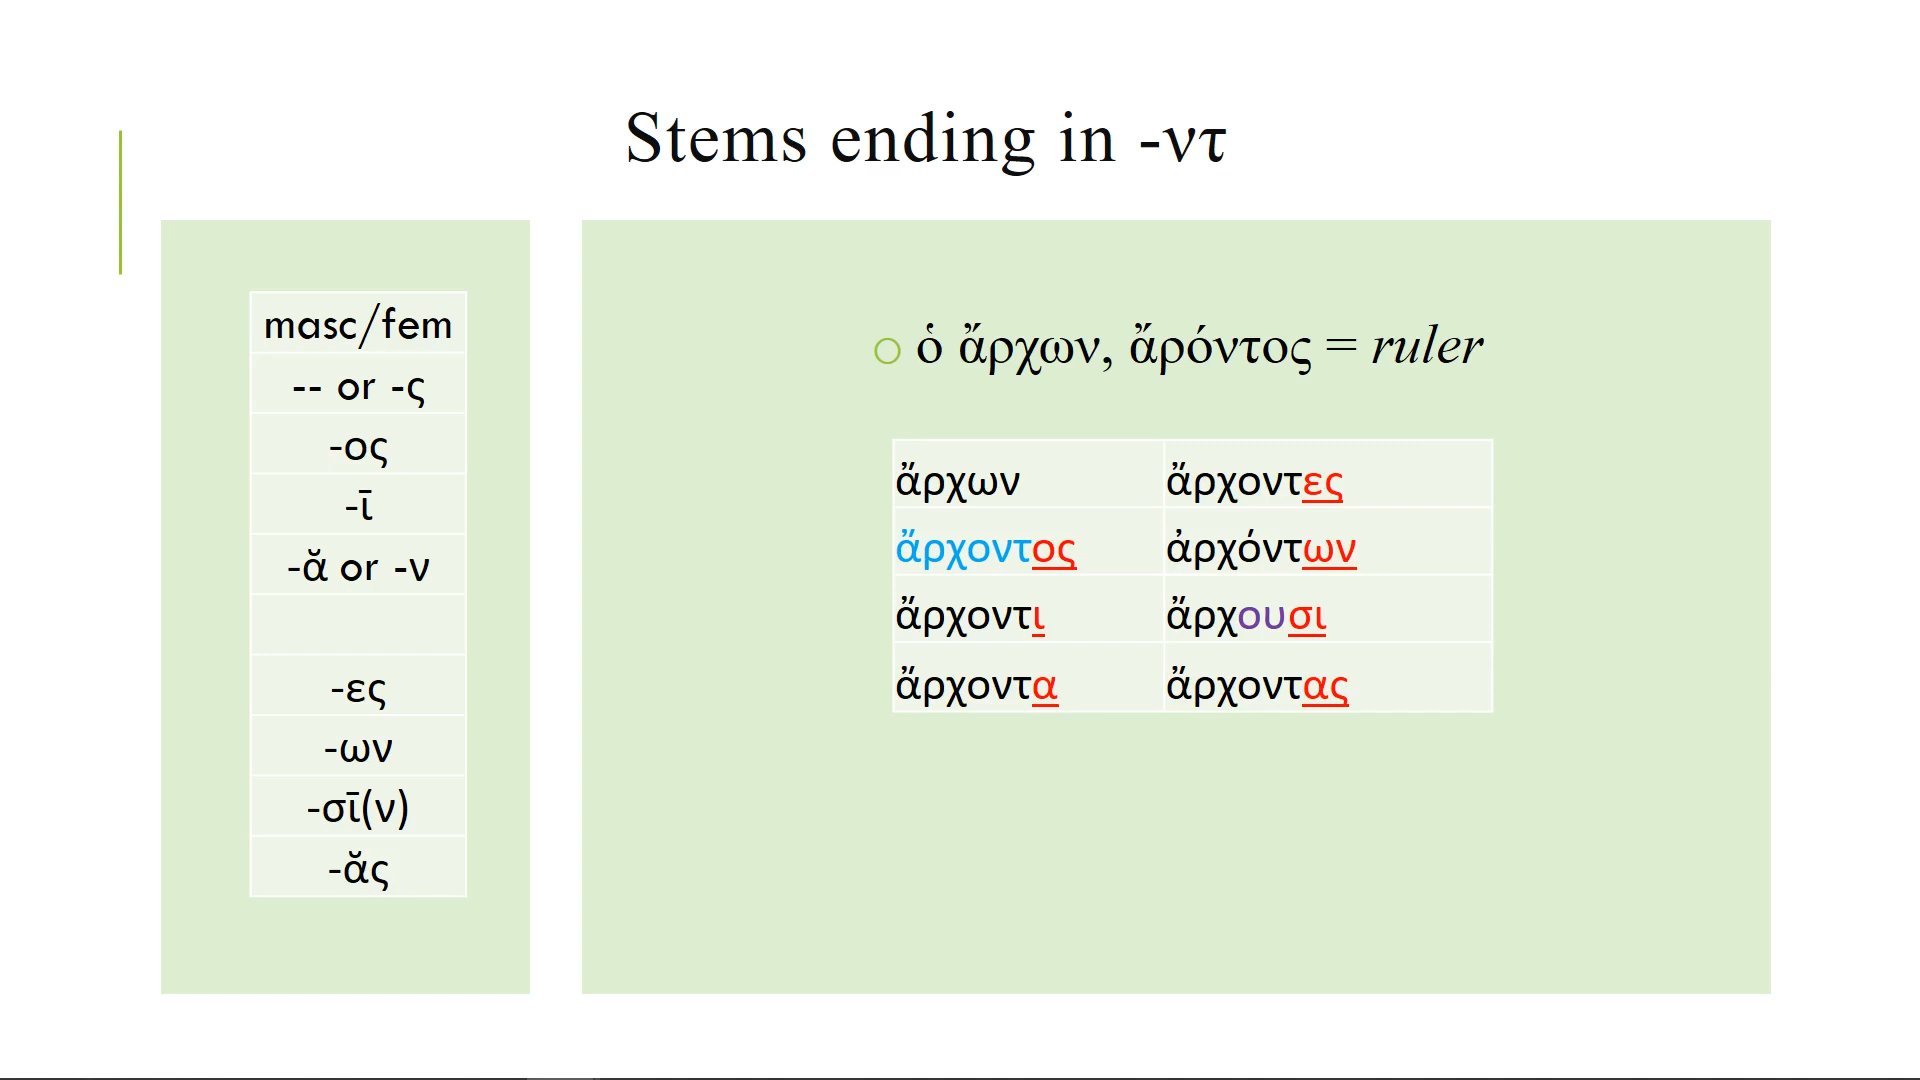 Stems ending in -ντ
masc/fem
-- or -ς
-ος
-ῑ
-ᾰ or -ν
-ες
-ων
-σῑ(ν)
-ᾰς
ὁ ἄρχων, ἄρόντος = ruler
ἄρχων ἄρχοντες
ἄρχοντος ἀρχόντων
ἄρχοντι ἄρχουσι
ἄρχοντα ἄρχοντας